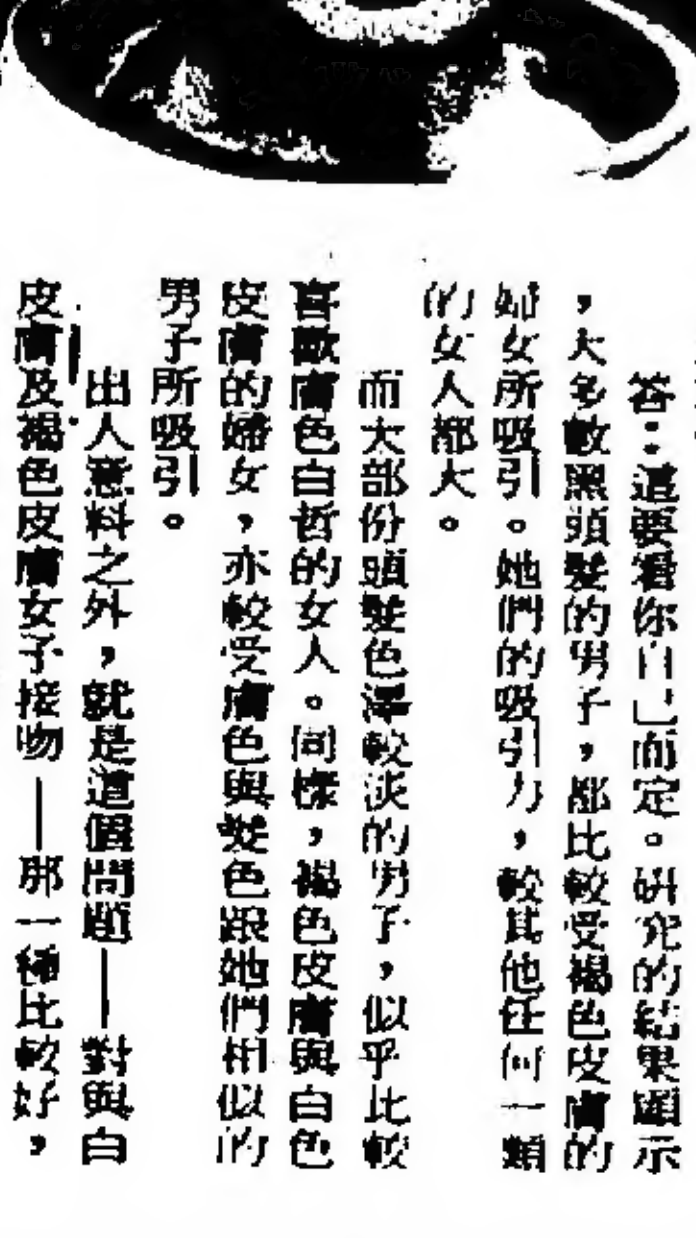 答：這要看你自己而定。研究的結果顯示
，大多數黑頭髮的男子，都比較受褐色皮膚的
婦女所吸引。她們的吸引力，較其他任何一類
的女人都大。
而大部份頭髮色澤較淡的男子，似乎比較
喜歡膚色白晳的女人。同樣，褐色皮膚與白色
皮膚的婦女，亦較受膚色與髮色跟她們相似的
男子所吸引。
出人意料之外，就是這個問題——對與白
皮膚及褐色皮膚女子接吻——那一種比較好，